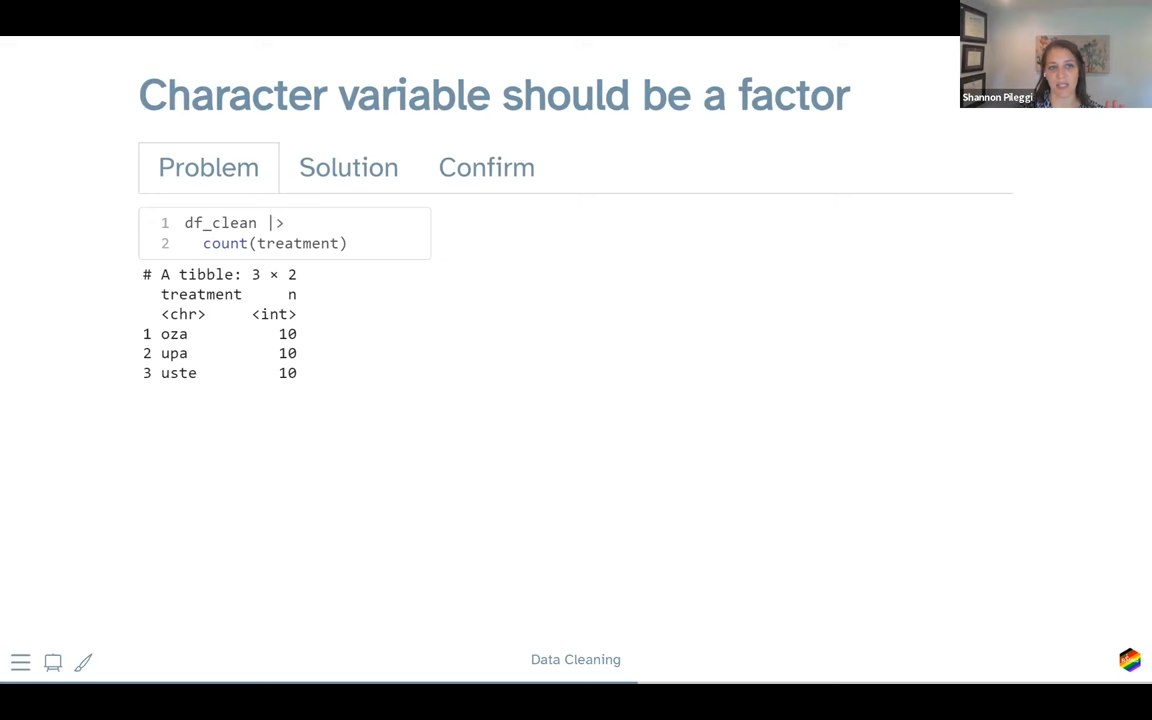 Shannon Pileggi
Character variable should be a factor
Problem Solution Confirm
1 df_clean |>
2 count(treatment)
# A tibble: 3 × 2
treatment n
<chr> <int>
1 oza 10
2 upa 10
3 uste 10
Data Cleaning